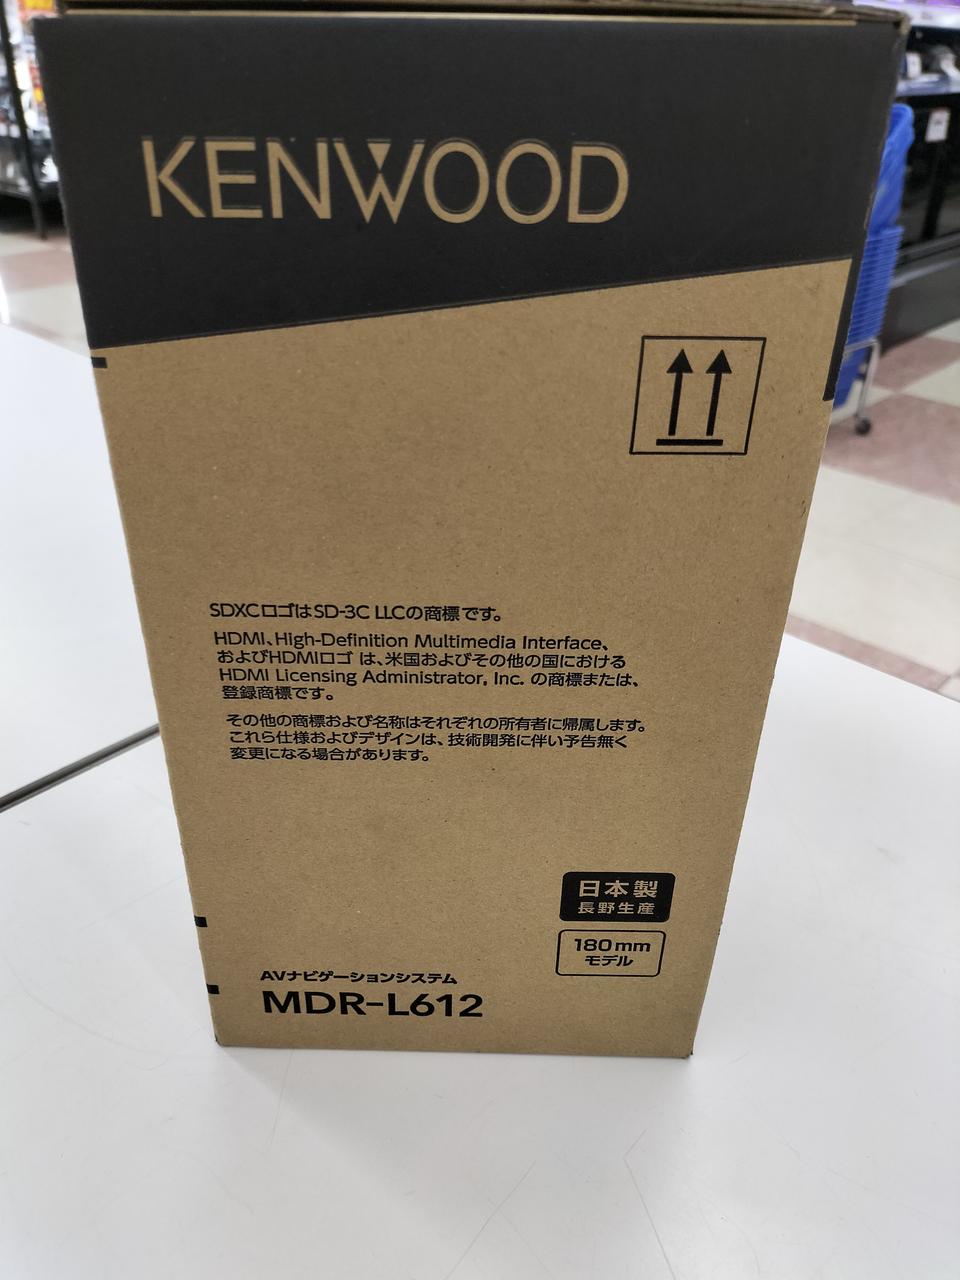 KENWOOD
SDXCロゴはSD-3C LLCの商標です。
HDMI、High-Definition Multimedia Interface、
およびHDMIロゴ は、米国およびその他の国における
HDMI Licensing Administrator, Inc. の商標または、
登録商標です。
その他の商標および名称はそれぞれの所有者に帰属します。
これら仕様およびデザインは、技術開発に伴い予告無く
変更になる場合があります。
日本製
長野生産
180mm
モデル
AVナビゲーションシステム
MDR-L612